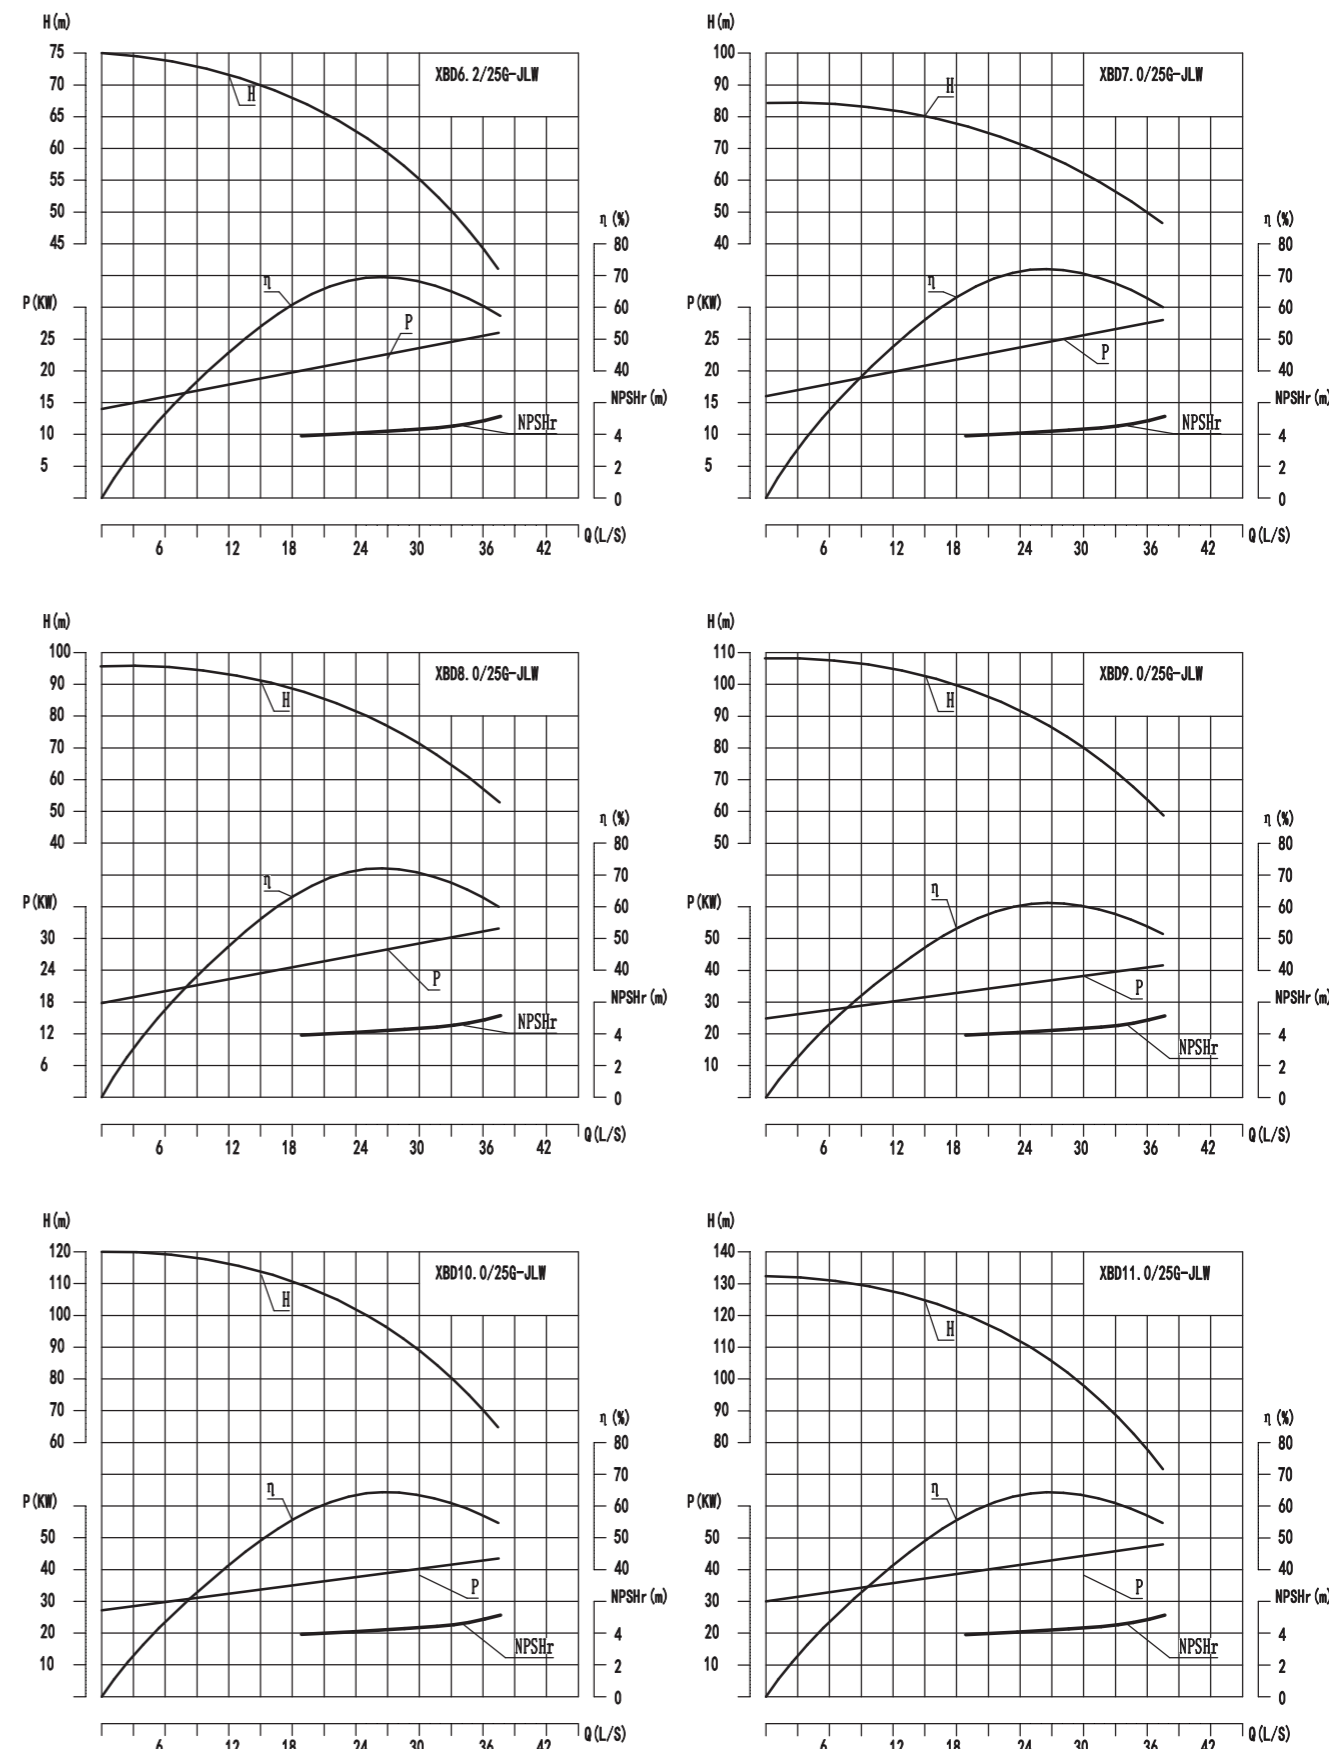 H(m)
75
70
65
60
55
50
45
XBD6.2/25G-JLW
H
η
P
NPSHr
P(KW)
25
20
15
10
5
η(%)
80
70
60
50
40
NPSHr(m)
4
2
0
6 12 18 24 30 36 42 Q(L/S)
H(m)
100
90
80
70
60
50
40
XBD7.0/25G-JLW
H
η
P
NPSHr
P(KW)
25
20
15
10
5
η(%)
80
70
60
50
40
NPSHr(m)
4
2
0
6 12 18 24 30 36 42 Q(L/S)
H(m)
100
90
80
70
60
50
40
XBD8.0/25G-JLW
H
η
P
NPSHr
P(KW)
30
24
18
12
6
η(%)
80
70
60
50
40
NPSHr(m)
4
2
0
6 12 18 24 30 36 42 Q(L/S)
H(m)
110
100
90
80
70
60
50
XBD9.0/25G-JLW
H
η
P
NPSHr
P(KW)
50
40
30
20
10
η(%)
80
70
60
50
40
NPSHr(m)
4
2
0
6 12 18 24 30 36 42 Q(L/S)
H(m)
120
110
100
90
80
70
60
XBD10.0/25G-JLW
H
η
P
NPSHr
P(KW)
50
40
30
20
10
η(%)
80
70
60
50
40
NPSHr(m)
4
2
0
6 12 18 24 30 36 42 Q(L/S)
H(m)
140
130
120
110
100
90
80
XBD11.0/25G-JLW
H
η
P
NPSHr
P(KW)
50
40
30
20
10
η(%)
80
70
60
50
40
NPSHr(m)
4
2
0
6 12 18 24 30 36 42 Q(L/S)